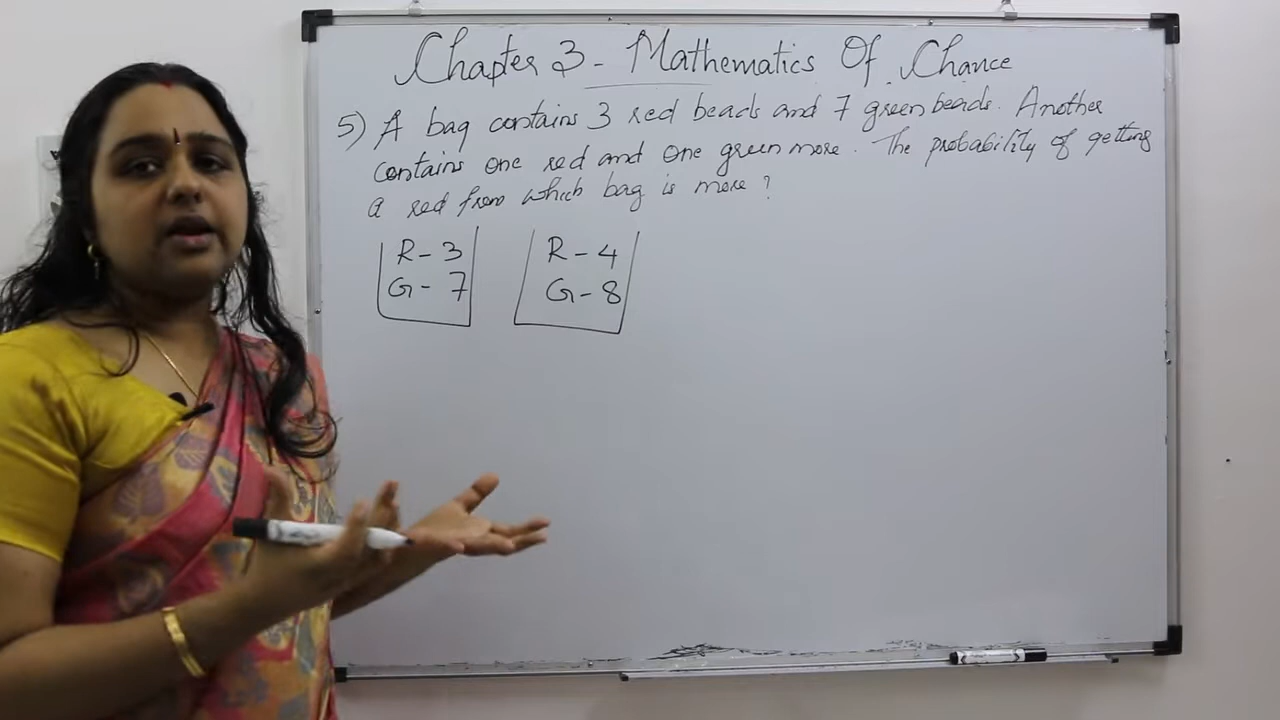 Chapter 3 - Mathematics Of Chance
5) A bag contains 3 red beads and 7 green beads. Another
contains one red and one green more. The probability of getting
a red from which bag is more ?
R - 3
G - 7
R - 4
G - 8